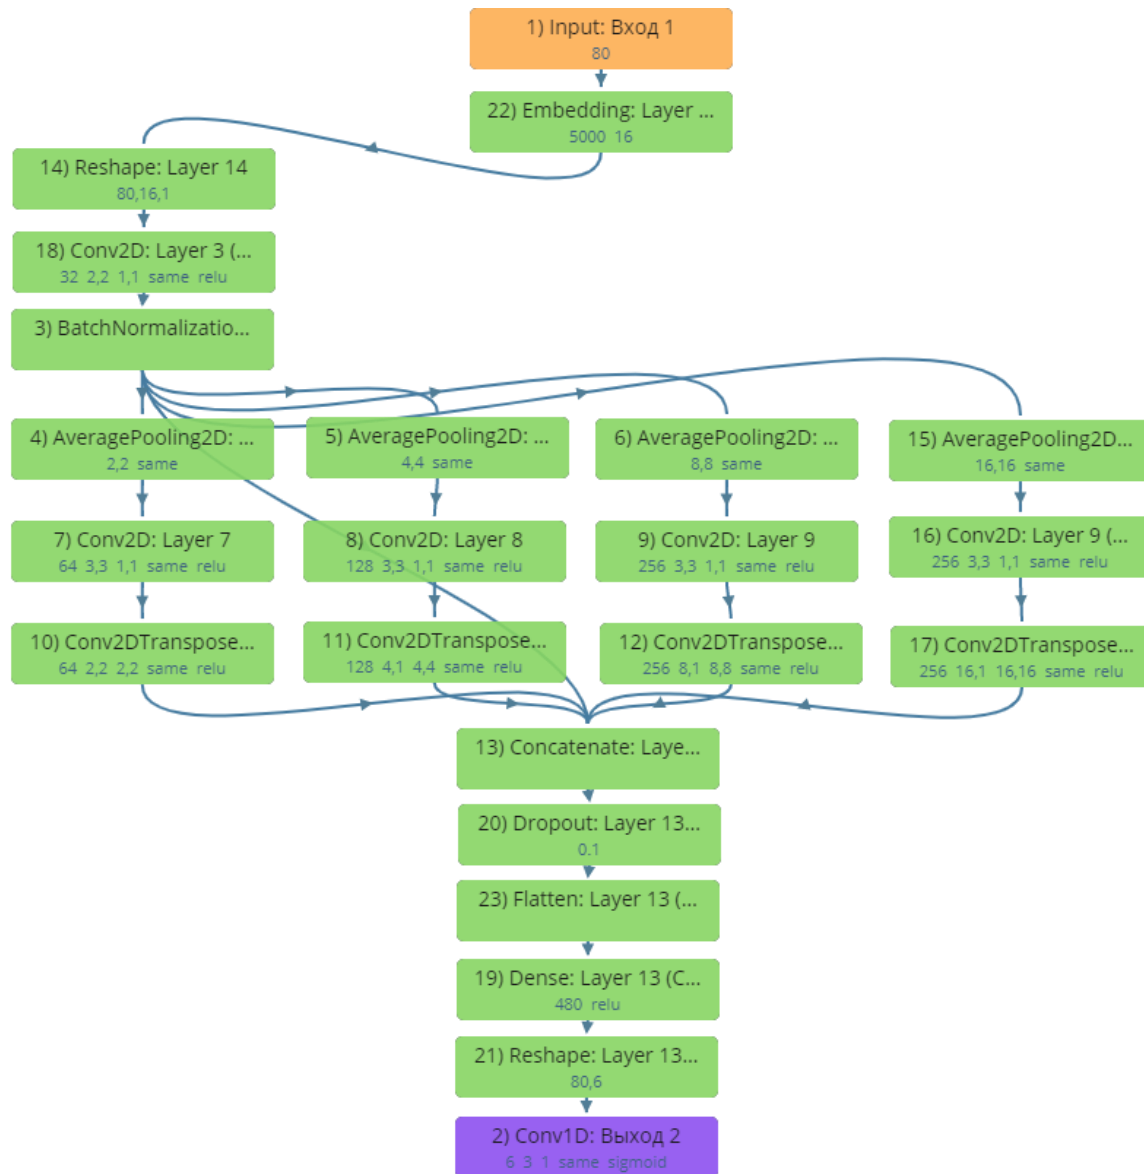 1) Input: Вход 1
80
22) Embedding: Layer ...
5000 16
14) Reshape: Layer 14
80,16,1
18) Conv2D: Layer 3 (...
32 2,2 1,1 same relu
3) BatchNormalizatio...
4) AveragePooling2D: ...
2,2 same
5) AveragePooling2D: ...
4,4 same
6) AveragePooling2D: ...
8,8 same
15) AveragePooling2D...
16,16 same
7) Conv2D: Layer 7
64 3,3 1,1 same relu
8) Conv2D: Layer 8
128 3,3 1,1 same relu
9) Conv2D: Layer 9
256 3,3 1,1 same relu
16) Conv2D: Layer 9 (...
256 3,3 1,1 same relu
10) Conv2DTranspose...
64 2,2 2,2 same relu
11) Conv2DTranspose...
128 4,1 4,4 same relu
12) Conv2DTranspose...
256 8,1 8,8 same relu
17) Conv2DTranspose...
256 16,1 16,16 same relu
13) Concatenate: Laye...
20) Dropout: Layer 13...
0.1
23) Flatten: Layer 13 (...
19) Dense: Layer 13 (C...
480 relu
21) Reshape: Layer 13...
80,6
2) Conv1D: Выход 2
6 3 1 same sigmoid